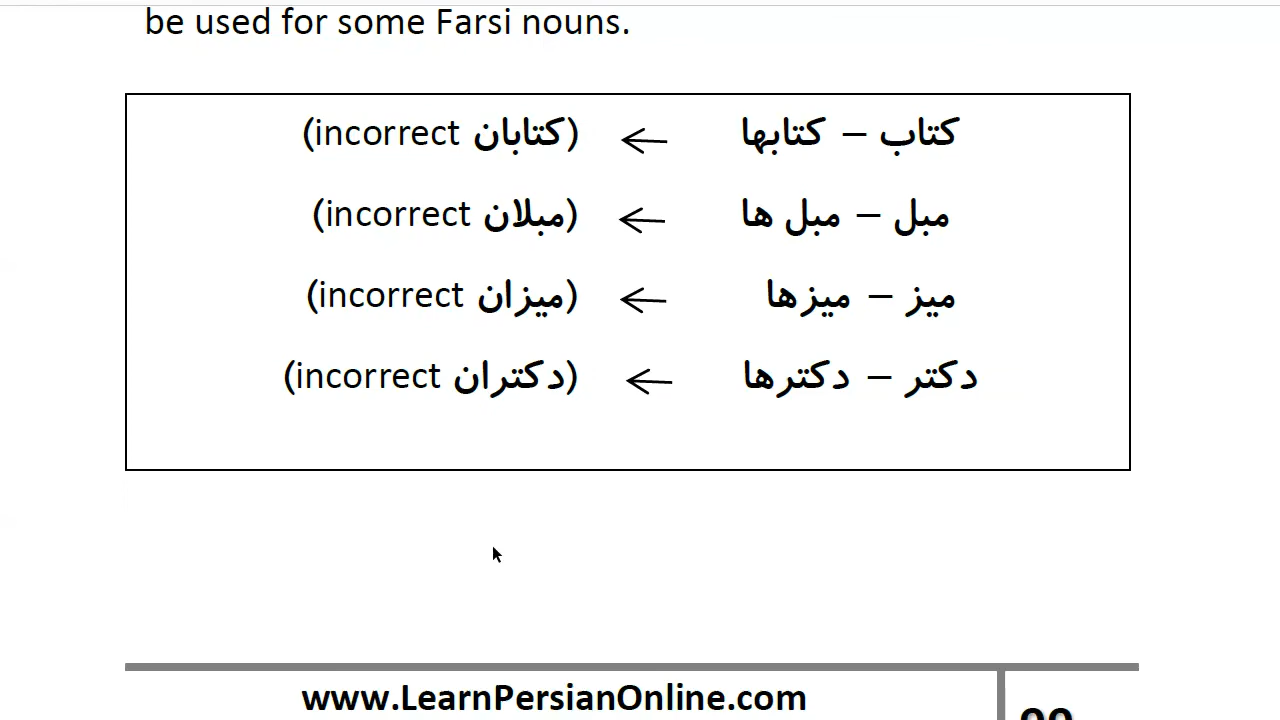 be used for some Farsi nouns.
کتاب – کتابها ← (کتابان incorrect)
مبل – مبل ها ← (مبلان incorrect)
میز – میزها ← (میزان incorrect)
دکتر – دکترها ← (دکتران incorrect)
www.LearnPersianOnline.com